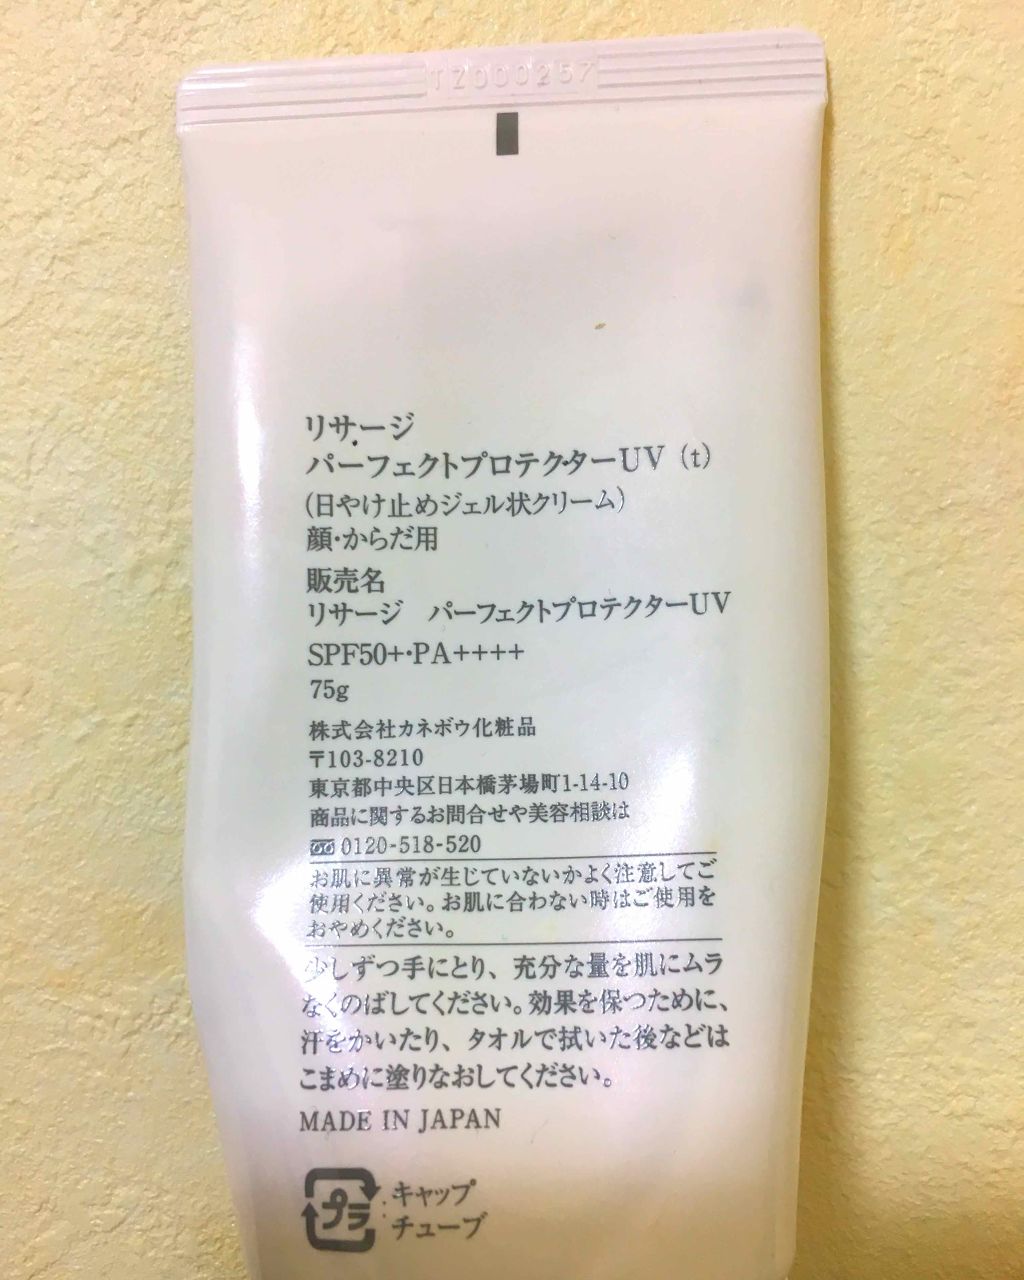 TZ000257
リサージ
パーフェクトプロテクターUV (t)
(日やけ止めジェル状クリーム)
顔・からだ用
販売名
リサージ パーフェクトプロテクターUV
SPF50+・PA++++
75g
株式会社カネボウ化粧品
〒103-8210
東京都中央区日本橋茅場町1-14-10
商品に関するお問合せや美容相談は
0120-518-520
お肌に異常が生じていないかよく注意してご
使用ください。お肌に合わない時はご使用を
おやめください。
少しずつ手にとり、充分な量を肌にムラ
なくのばしてください。効果を保つために、
汗をかいたり、タオルで拭いた後などは
こまめに塗りなおしてください。
MADE IN JAPAN
プラ : キャップ
チューブ